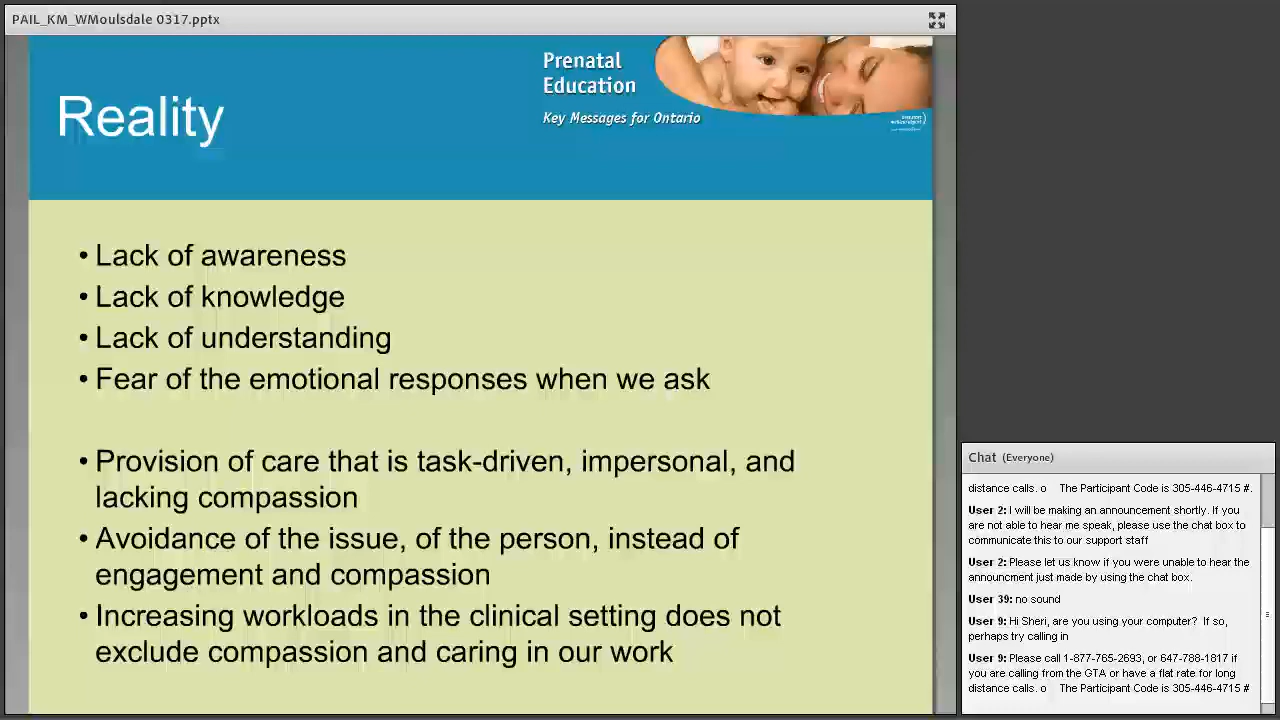 PAIL_KM_WMoulsdale 0317.pptx
Prenatal
Education
Key Messages for Ontario
Reality
• Lack of awareness
• Lack of knowledge
• Lack of understanding
• Fear of the emotional responses when we ask
• Provision of care that is task-driven, impersonal, and
lacking compassion
• Avoidance of the issue, of the person, instead of
engagement and compassion
• Increasing workloads in the clinical setting does not
exclude compassion and caring in our work
Chat (Everyone)
distance calls. o The Participant Code is 305-446-4715 #.
User 2: I will be making an announcement shortly. If you
are not able to hear me speak, please use the chat box to
communicate this to our support staff
User 2: Please let us know if you were unable to hear the
announcment just made by using the chat box.
User 39: no sound
User 9: Hi Sheri, are you using your computer? If so,
perhaps try calling in
User 9: Please call 1-877-765-2693, or 647-788-1817 if
you are calling from the GTA or have a flat rate for long
distance calls. o The Participant Code is 305-446-4715 #